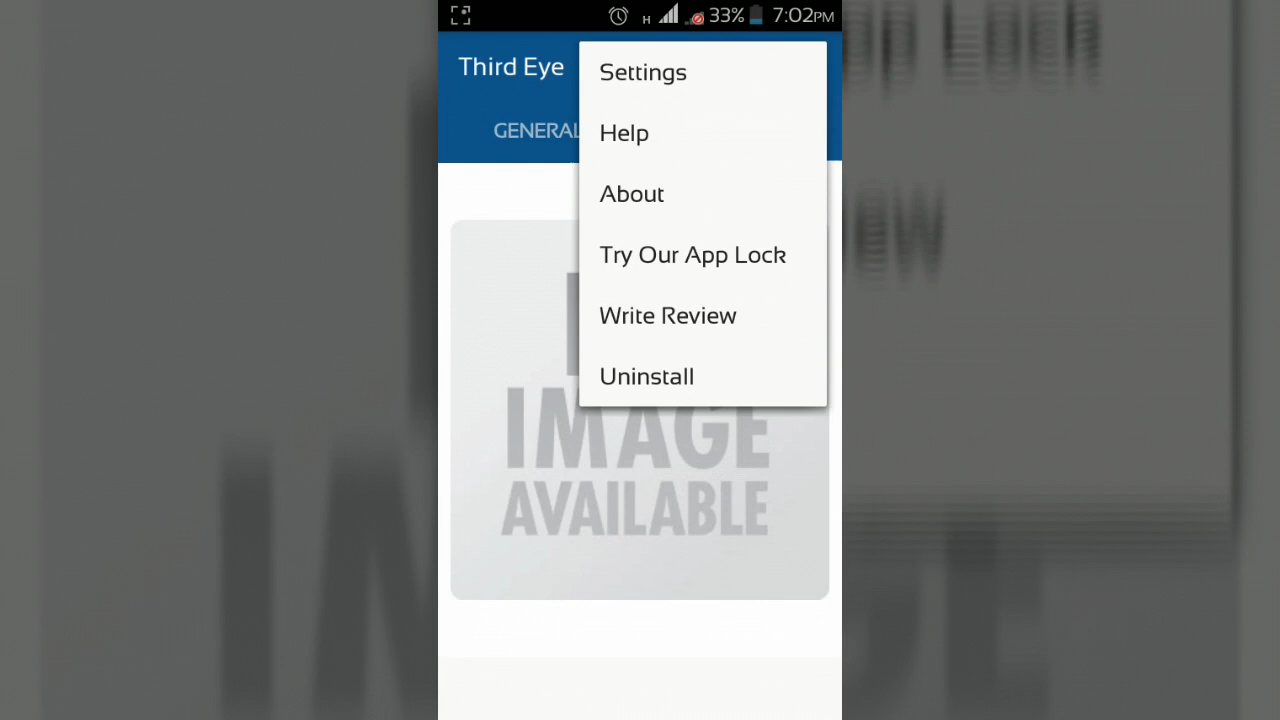 H 33% 7:02PM
Third Eye
GENERAL
Settings
Help
About
Try Our App Lock
Write Review
Uninstall
IMAGE
AVAILABLE